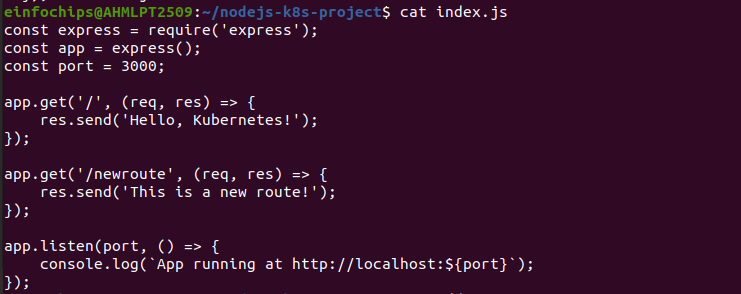 einfochips@AHMLPT2509:~/nodejs-k8s-project$ cat index.js
const express = require('express');
const app = express();
const port = 3000;

app.get('/', (req, res) => {
    res.send('Hello, Kubernetes!');
});

app.get('/newroute', (req, res) => {
    res.send('This is a new route!');
});

app.listen(port, () => {
    console.log(`App running at http://localhost:${port}`);
});